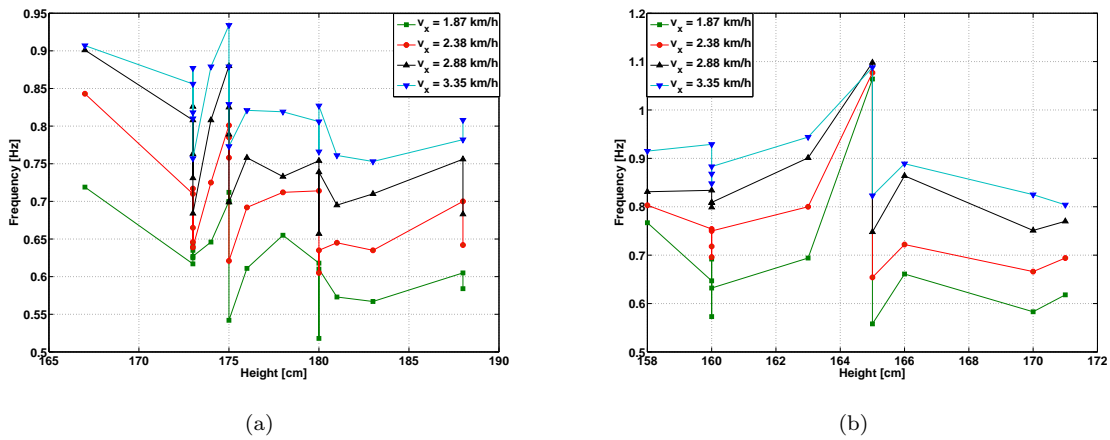 0.95
0.9
0.85
0.8
0.75
0.7
0.65
0.6
0.55
0.5
165 170 175 180 185 190
Frequency [Hz]
Height [cm]
v_x = 1.87 km/h
v_x = 2.38 km/h
v_x = 2.88 km/h
v_x = 3.35 km/h
(a)
1.2
1.1
1
0.9
0.8
0.7
0.6
0.5
158 160 162 164 166 168 170 172
Frequency [Hz]
Height [cm]
v_x = 1.87 km/h
v_x = 2.38 km/h
v_x = 2.88 km/h
v_x = 3.35 km/h
(b)